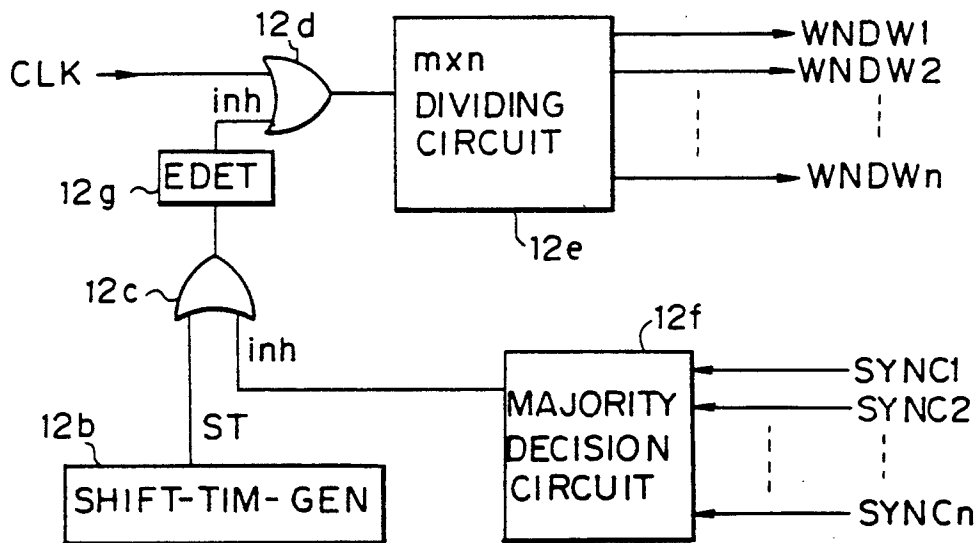 12d
CLK
inh
mxn
DIVIDING
CIRCUIT
WNDW1
WNDW2
WNDWn
EDET
12g
12e
12c
inh
12f
ST
12b
SHIFT-TIM-GEN
MAJORITY
DECISION
CIRCUIT
SYNC1
SYNC2
SYNCn